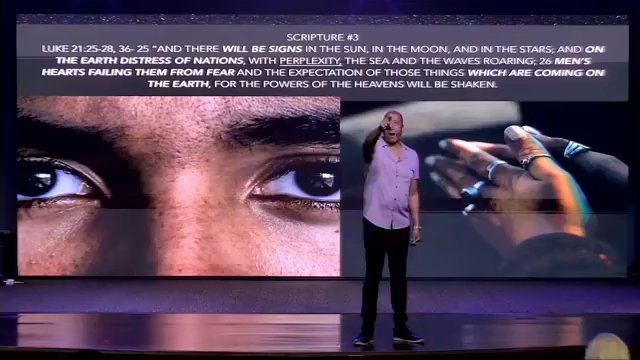 SCRIPTURE #3
LUKE 21:25-28, 36- 25 "AND THERE WILL BE SIGNS IN THE SUN, IN THE MOON, AND IN THE STARS; AND ON
THE EARTH DISTRESS OF NATIONS, WITH PERPLEXITY, THE SEA AND THE WAVES ROARING; 26 MEN'S
HEARTS FAILING THEM FROM FEAR AND THE EXPECTATION OF THOSE THINGS WHICH ARE COMING ON
THE EARTH, FOR THE POWERS OF THE HEAVENS WILL BE SHAKEN.